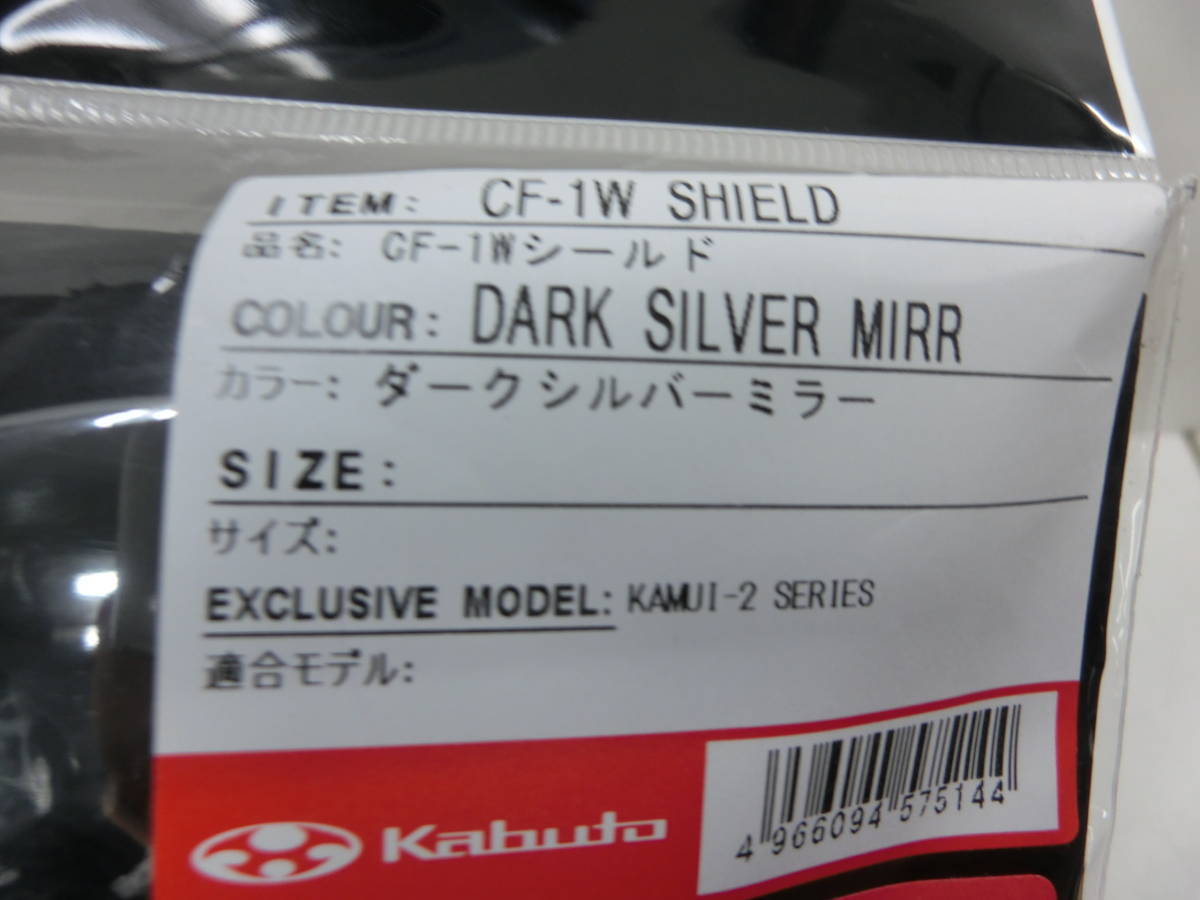 ITEM: CF-1W SHIELD
品名: CF-1Wシールド
COLOUR: DARK SILVER MIRR
カラー: ダークシルバーミラー
SIZE:
サイズ:
EXCLUSIVE MODEL: KAMUI-2 SERIES
適合モデル:
Kabuto
4 966094 575144